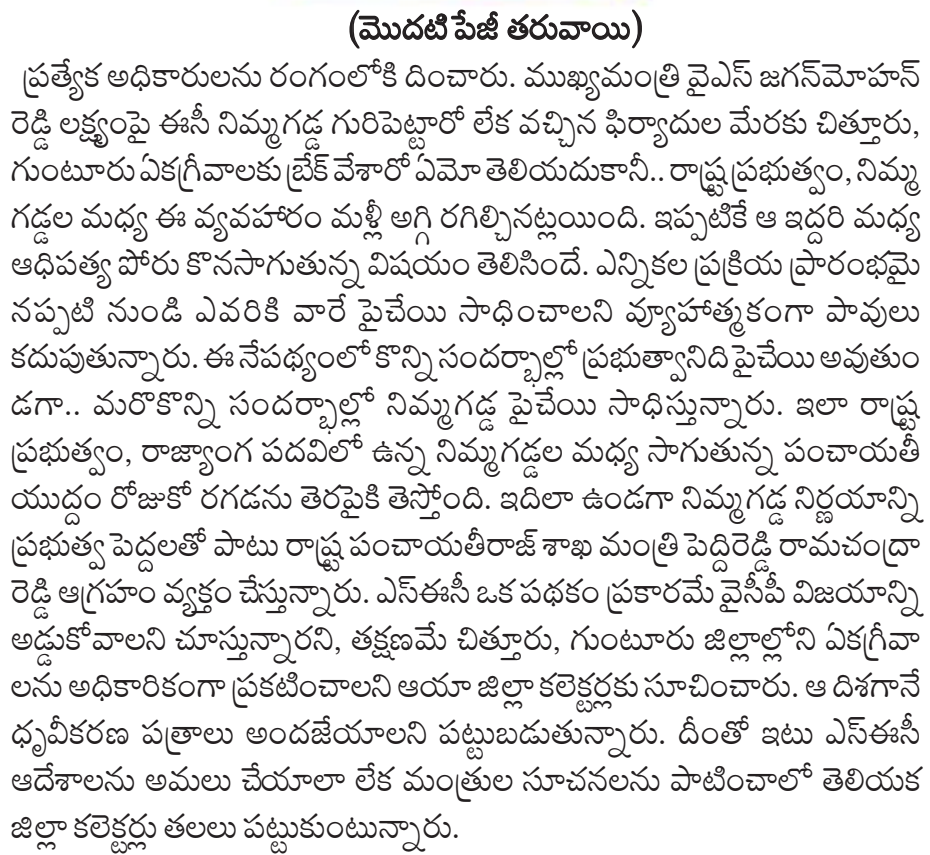 (మొదటి పేజీ తరువాయి)
ప్రత్యేక అధికారులను రంగంలోకి దించారు. ముఖ్యమంత్రి వైఎస్ జగన్‌మోహన్
రెడ్డి లక్ష్యంపై ఈసీ నిమ్మగడ్డ గురిపెట్టారో లేక వచ్చిన ఫిర్యాదుల మేరకు చిత్తూరు,
గుంటూరు ఏకగ్రీవాలకు బ్రేక్ వేశారో ఏమో తెలియదుకానీ.. రాష్ట్ర ప్రభుత్వం, నిమ్మ
గడ్డల మధ్య ఈ వ్యవహారం మళ్లీ అగ్గి రగిల్చినట్లయింది. ఇప్పటికే ఆ ఇద్దరి మధ్య
ఆధిపత్య పోరు కొనసాగుతున్న విషయం తెలిసిందే. ఎన్నికల ప్రక్రియ ప్రారంభమై
నప్పటి నుండి ఎవరికి వారే పైచేయి సాధించాలని వ్యూహాత్మకంగా పావులు
కదుపుతున్నారు. ఈ నేపథ్యంలో కొన్ని సందర్భాల్లో ప్రభుత్వానిది పైచేయి అవుతుం
డగా.. మరొకొన్ని సందర్భాల్లో నిమ్మగడ్డ పైచేయి సాధిస్తున్నారు. ఇలా రాష్ట్ర
ప్రభుత్వం, రాజ్యాంగ పదవిలో ఉన్న నిమ్మగడ్డల మధ్య సాగుతున్న పంచాయతీ
యుద్దం రోజుకో రగడను తెరపైకి తెస్తోంది. ఇదిలా ఉండగా నిమ్మగడ్డ నిర్ణయాన్ని
ప్రభుత్వ పెద్దలతో పాటు రాష్ట్ర పంచాయతీరాజ్ శాఖ మంత్రి పెద్దిరెడ్డి రామచంద్రా
రెడ్డి ఆగ్రహం వ్యక్తం చేస్తున్నారు. ఎస్ఈసీ ఒక పథకం ప్రకారమే వైసీపీ విజయాన్ని
అడ్డుకోవాలని చూస్తున్నారని, తక్షణమే చిత్తూరు, గుంటూరు జిల్లాల్లోని ఏకగ్రీవా
లను అధికారికంగా ప్రకటించాలని ఆయా జిల్లా కలెక్టర్లకు సూచించారు. ఆ దిశగానే
ధృవీకరణ పత్రాలు అందజేయాలని పట్టుబడుతున్నారు. దీంతో ఇటు ఎస్ఈసీ
ఆదేశాలను అమలు చేయాలా లేక మంత్రుల సూచనలను పాటించాలో తెలియక
జిల్లా కలెక్టర్లు తలలు పట్టుకుంటున్నారు.